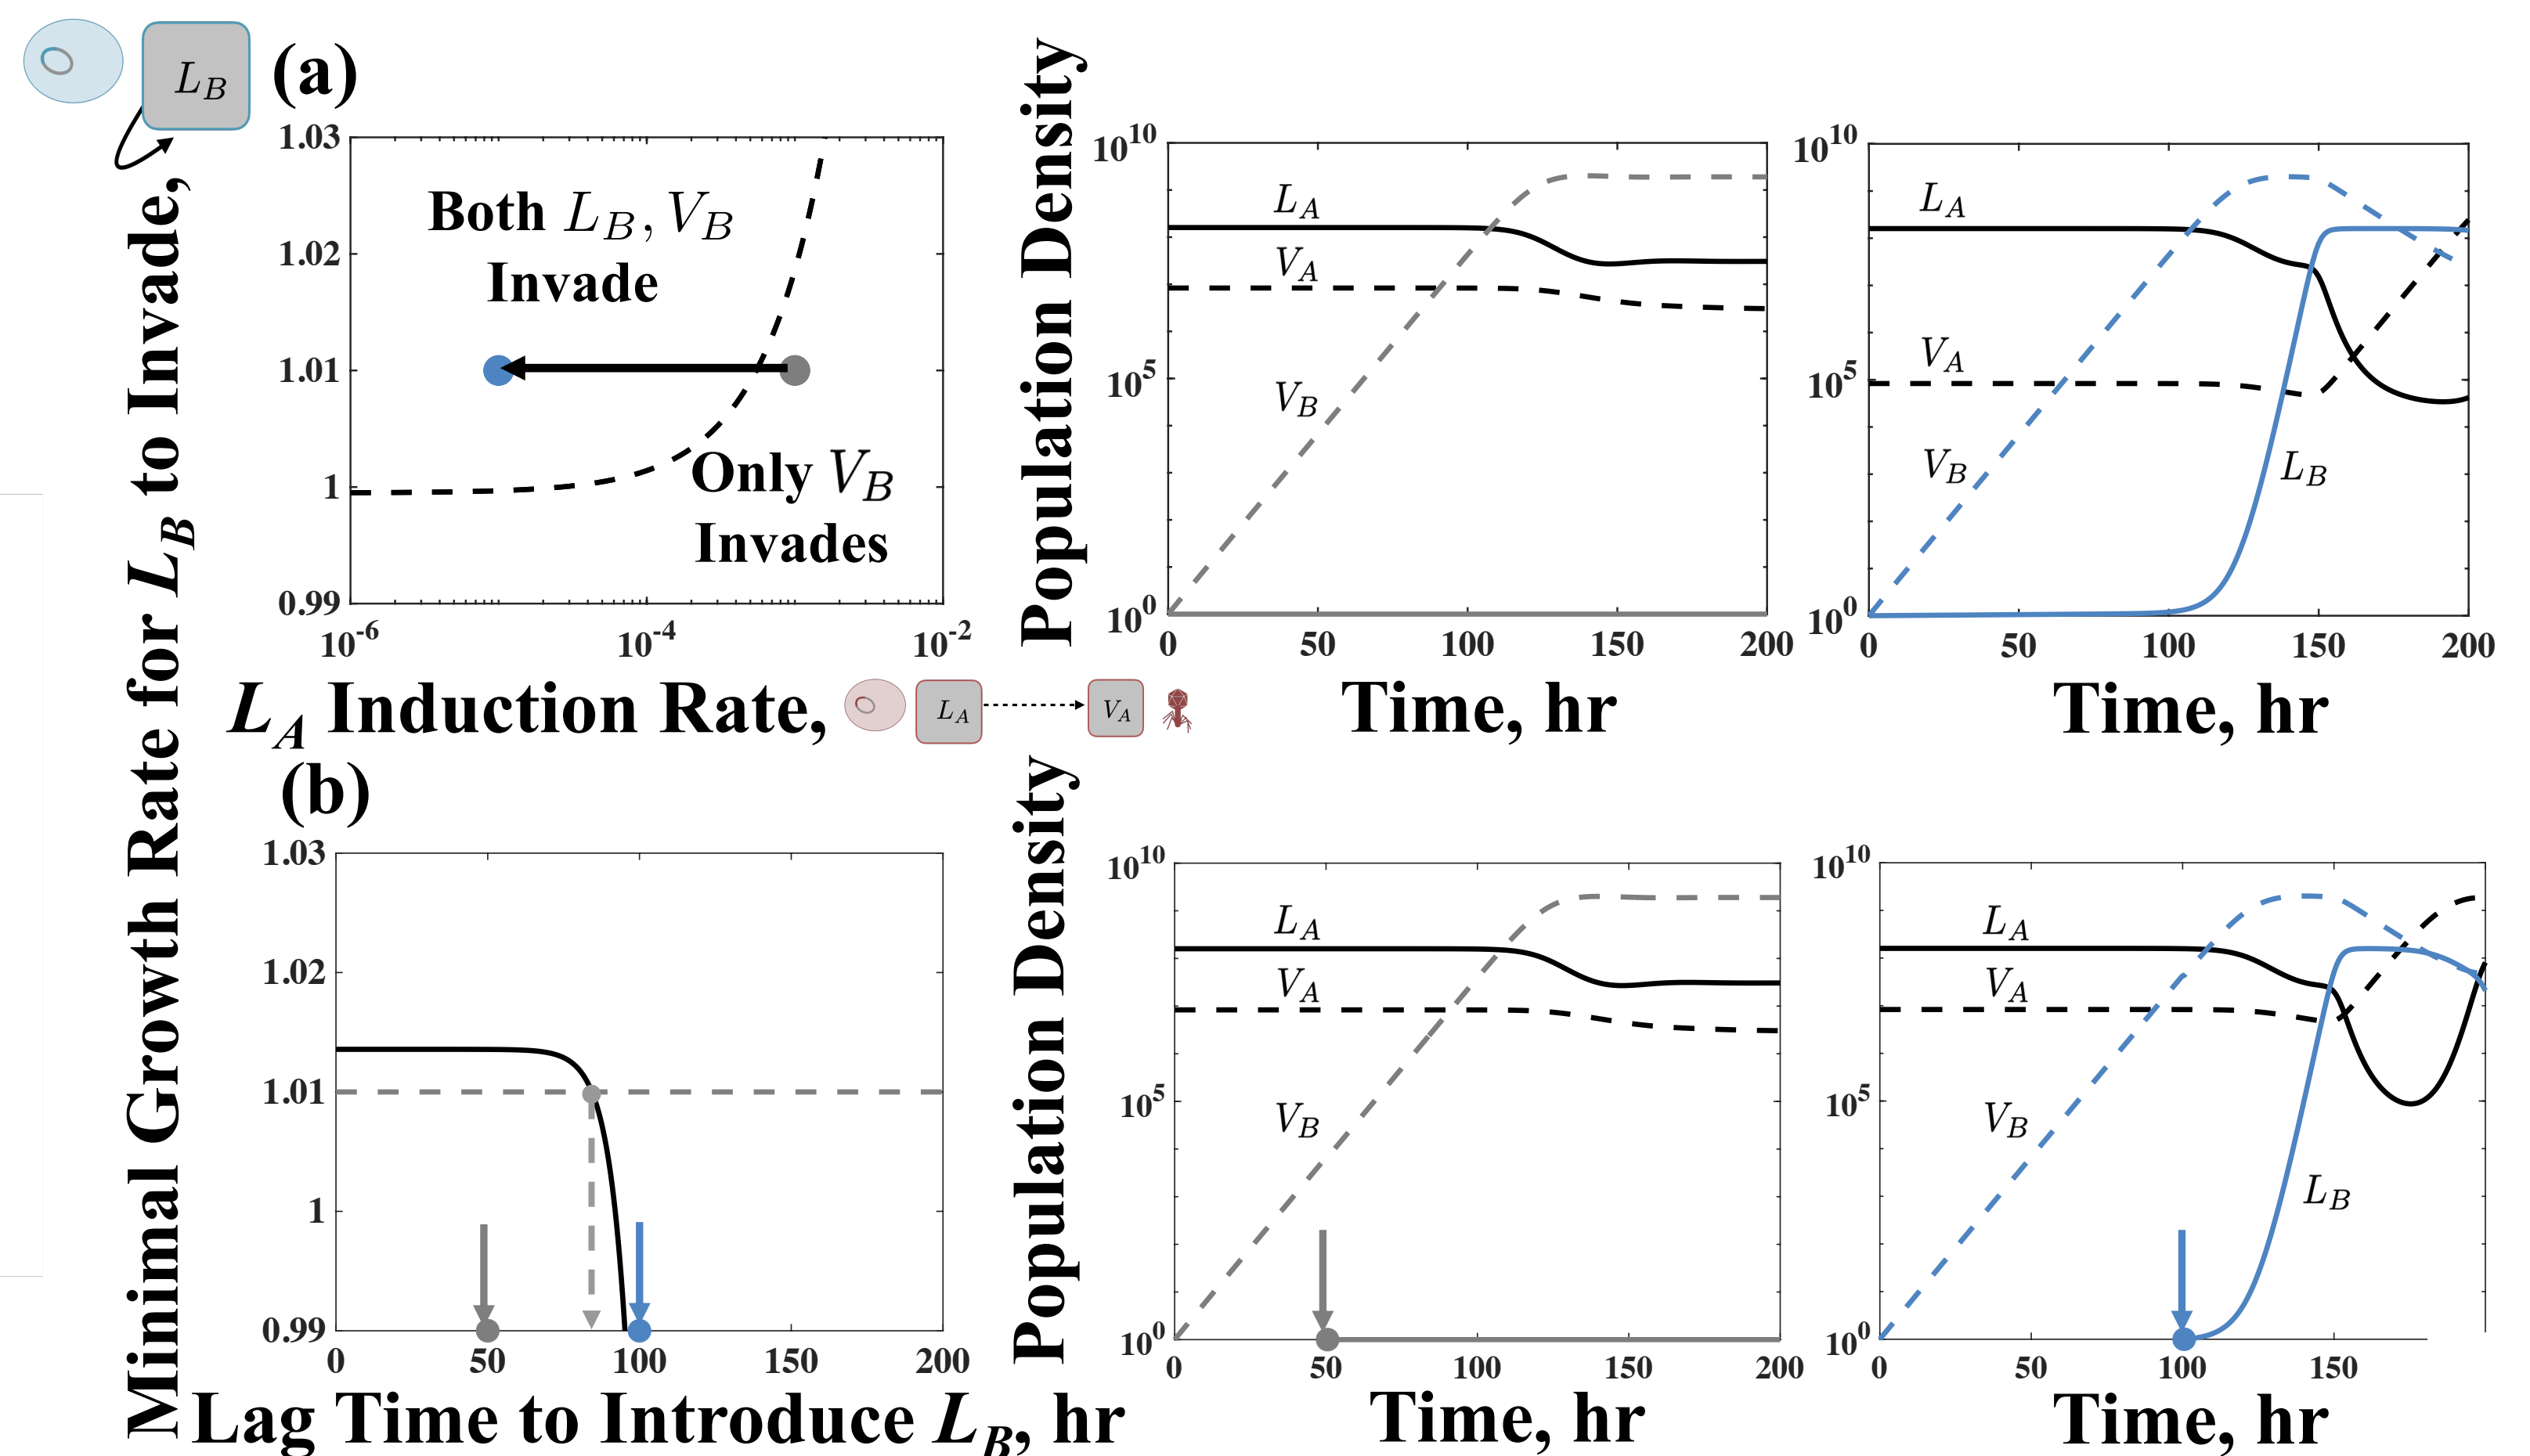 L_B
(a)
Minimal Growth Rate for L_B to Invade,
1.03
1.02
1.01
1
0.99
Both L_B, V_B
Invade
Only V_B
Invades
10^-6
10^-4
10^-2
L_A Induction Rate,
L_A
V_A
Population Density
10^10
10^5
10^0
L_A
V_A
V_B
0
50
100
150
200
Time, hr
10^10
10^5
10^0
L_A
V_A
V_B
L_B
0
50
100
150
200
Time, hr
(b)
1.03
1.02
1.01
1
0.99
0
50
100
150
200
Lag Time to Introduce L_B, hr
Population Density
10^10
10^5
10^0
L_A
V_A
V_B
0
50
100
150
200
Time, hr
10^10
10^5
10^0
L_A
V_A
V_B
L_B
0
50
100
150
Time, hr